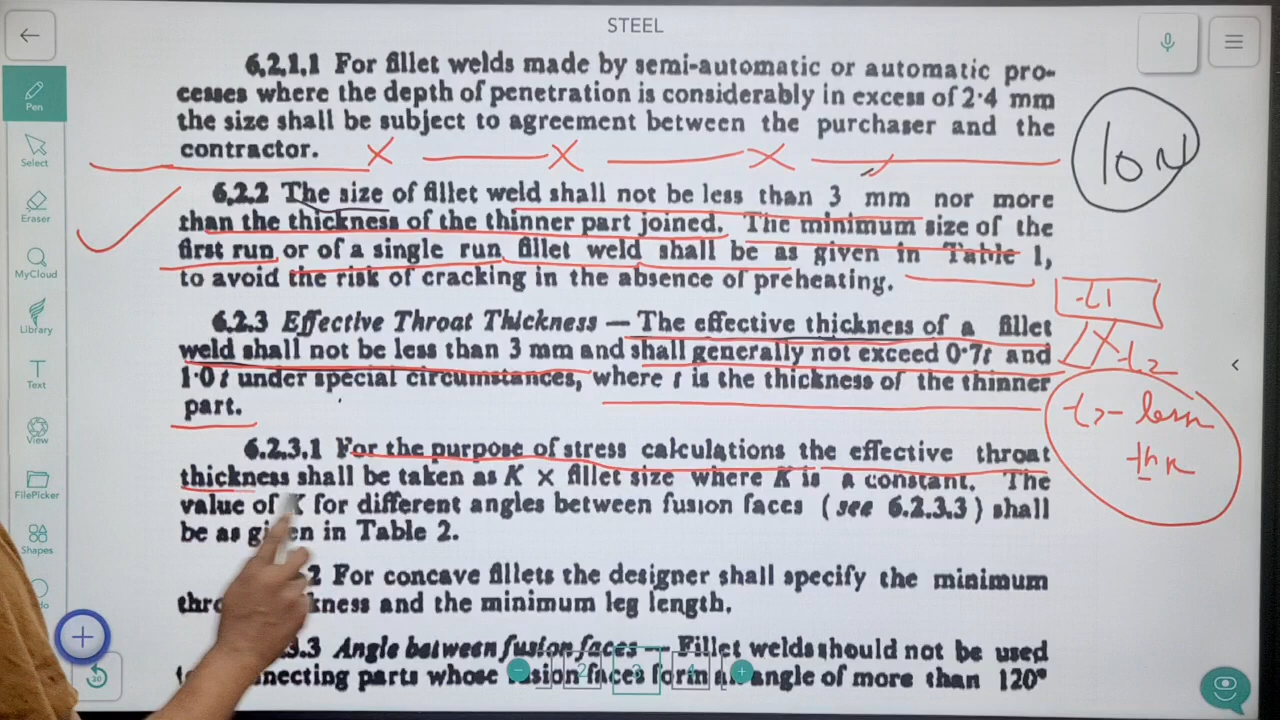 STEEL
6.2.1.1 For fillet welds made by semi-automatic or automatic pro-
cesses where the depth of penetration is considerably in excess of 2·4 mm
the size shall be subject to agreement between the purchaser and the
contractor.
6.2.2 The size of fillet weld shall not be less than 3 mm nor more
than the thickness of the thinner part joined. The minimum size of the
first run or of a single run fillet weld shall be as given in Table 1,
to avoid the risk of cracking in the absence of preheating.
6.2.3 Effective Throat Thickness — The effective thickness of a fillet
weld shall not be less than 3 mm and shall generally not exceed 0·7t and
1·0 t under special circumstances, where t is the thickness of the thinner
part.
6.2.3.1 For the purpose of stress calculations the effective throat
thickness shall be taken as K × fillet size where K is a constant. The
value of K for different angles between fusion faces ( see 6.2.3.3 ) shall
be as given in Table 2.
2 For concave fillets the designer shall specify the minimum
kness and the minimum leg length.
3.3 Angle between fusion faces — Fillet welds should not be used
nnecting parts whose fusion faces form an angle of more than 120°
Pen
Select
Eraser
MyCloud
Library
Text
View
FilePicker
Shapes
30
2
3
4
t1
t2
less